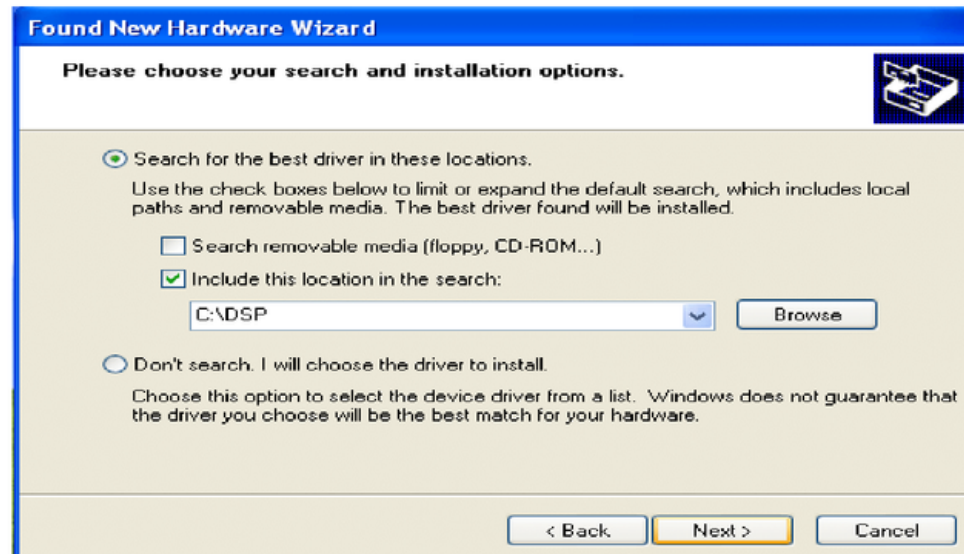 Found New Hardware Wizard
Please choose your search and installation options.
Search for the best driver in these locations.
Use the check boxes below to limit or expand the default search, which includes local
paths and removable media. The best driver found will be installed.
Search removable media (floppy, CD-ROM...)
Include this location in the search:
C:\DSP
Browse
Don't search. I will choose the driver to install.
Choose this option to select the device driver from a list. Windows does not guarantee that
the driver you choose will be the best match for your hardware.
< Back Next > Cancel